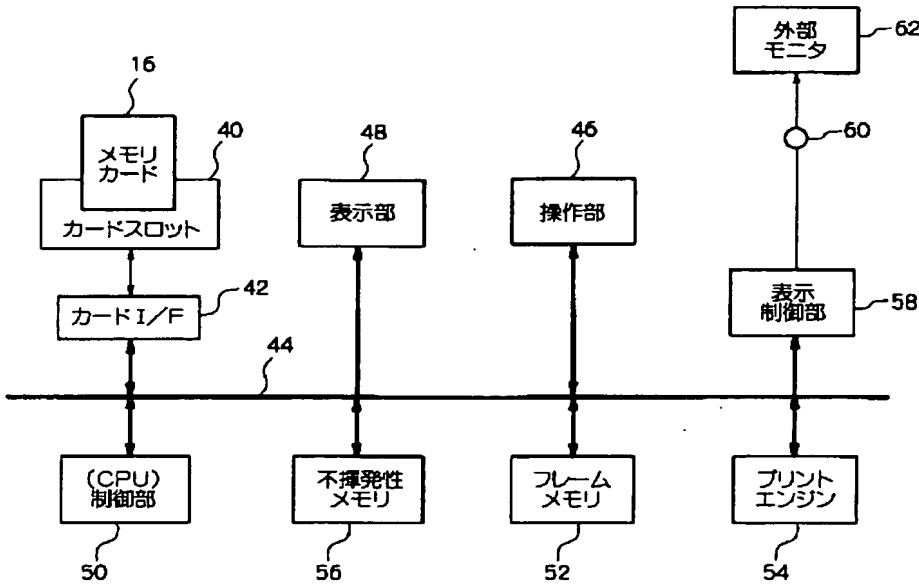 外部
モニタ
62
16
メモリ
カード
40
カードスロット
48
表示部
46
操作部
60
カードI/F
42
表示
制御部
58
44
(CPU)
制御部
50
不揮発性
メモリ
56
フレーム
メモリ
52
プリント
エンジン
54